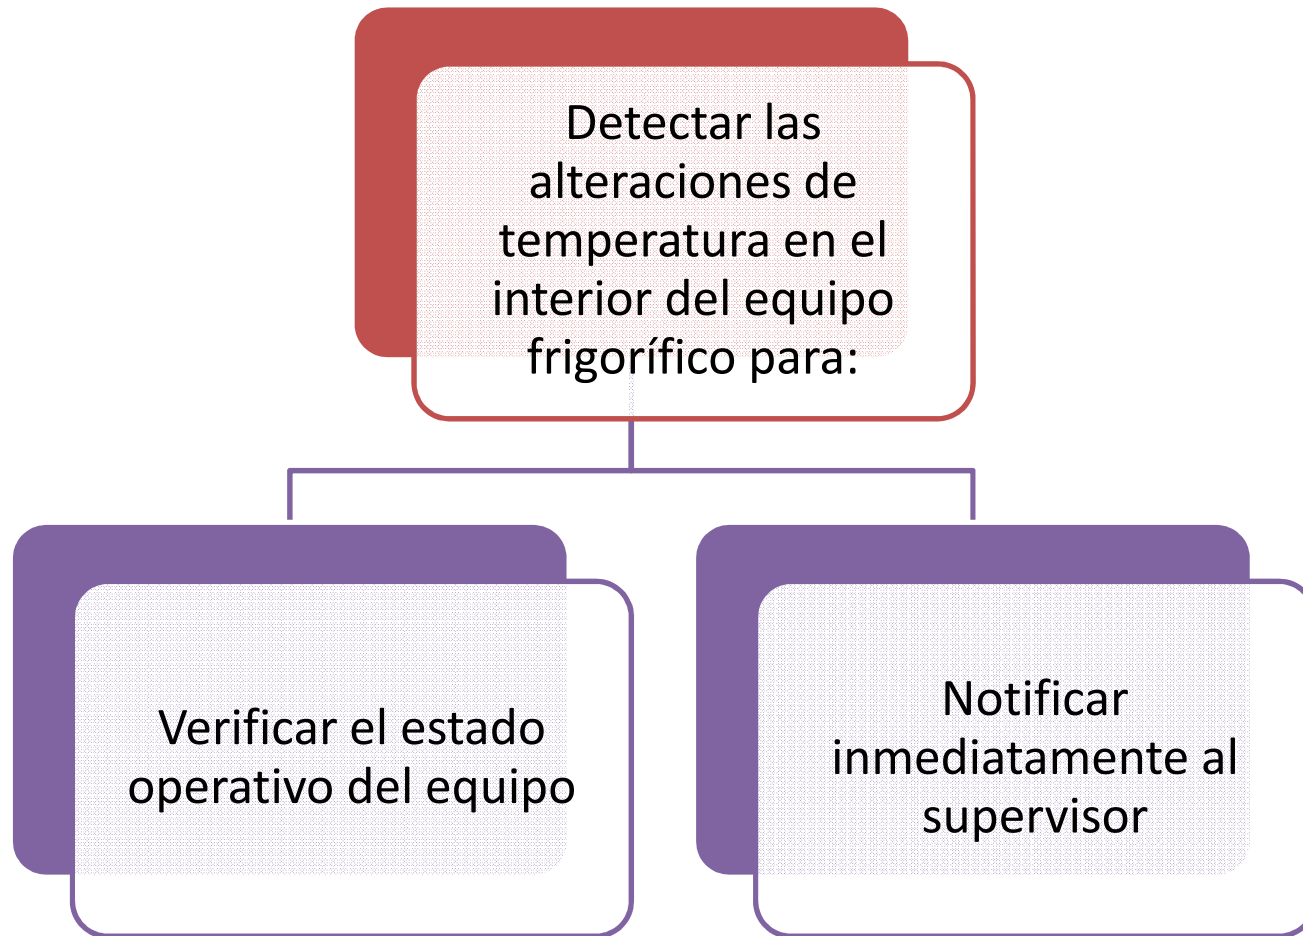 Detectar las
alteraciones de
temperatura en el
interior del equipo
frigorífico para:
Verificar el estado
operativo del equipo
Notificar
inmediatamente al
supervisor